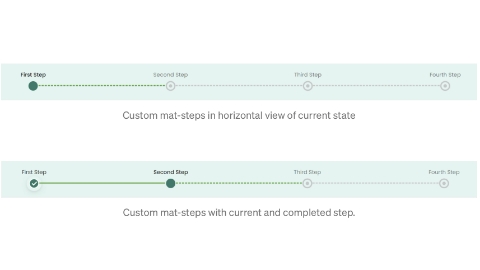 First Step Second Step Third Step Fourth Step
Custom mat-steps in horizontal view of current state
First Step Second Step Third Step Fourth Step
Custom mat-steps with current and completed step.